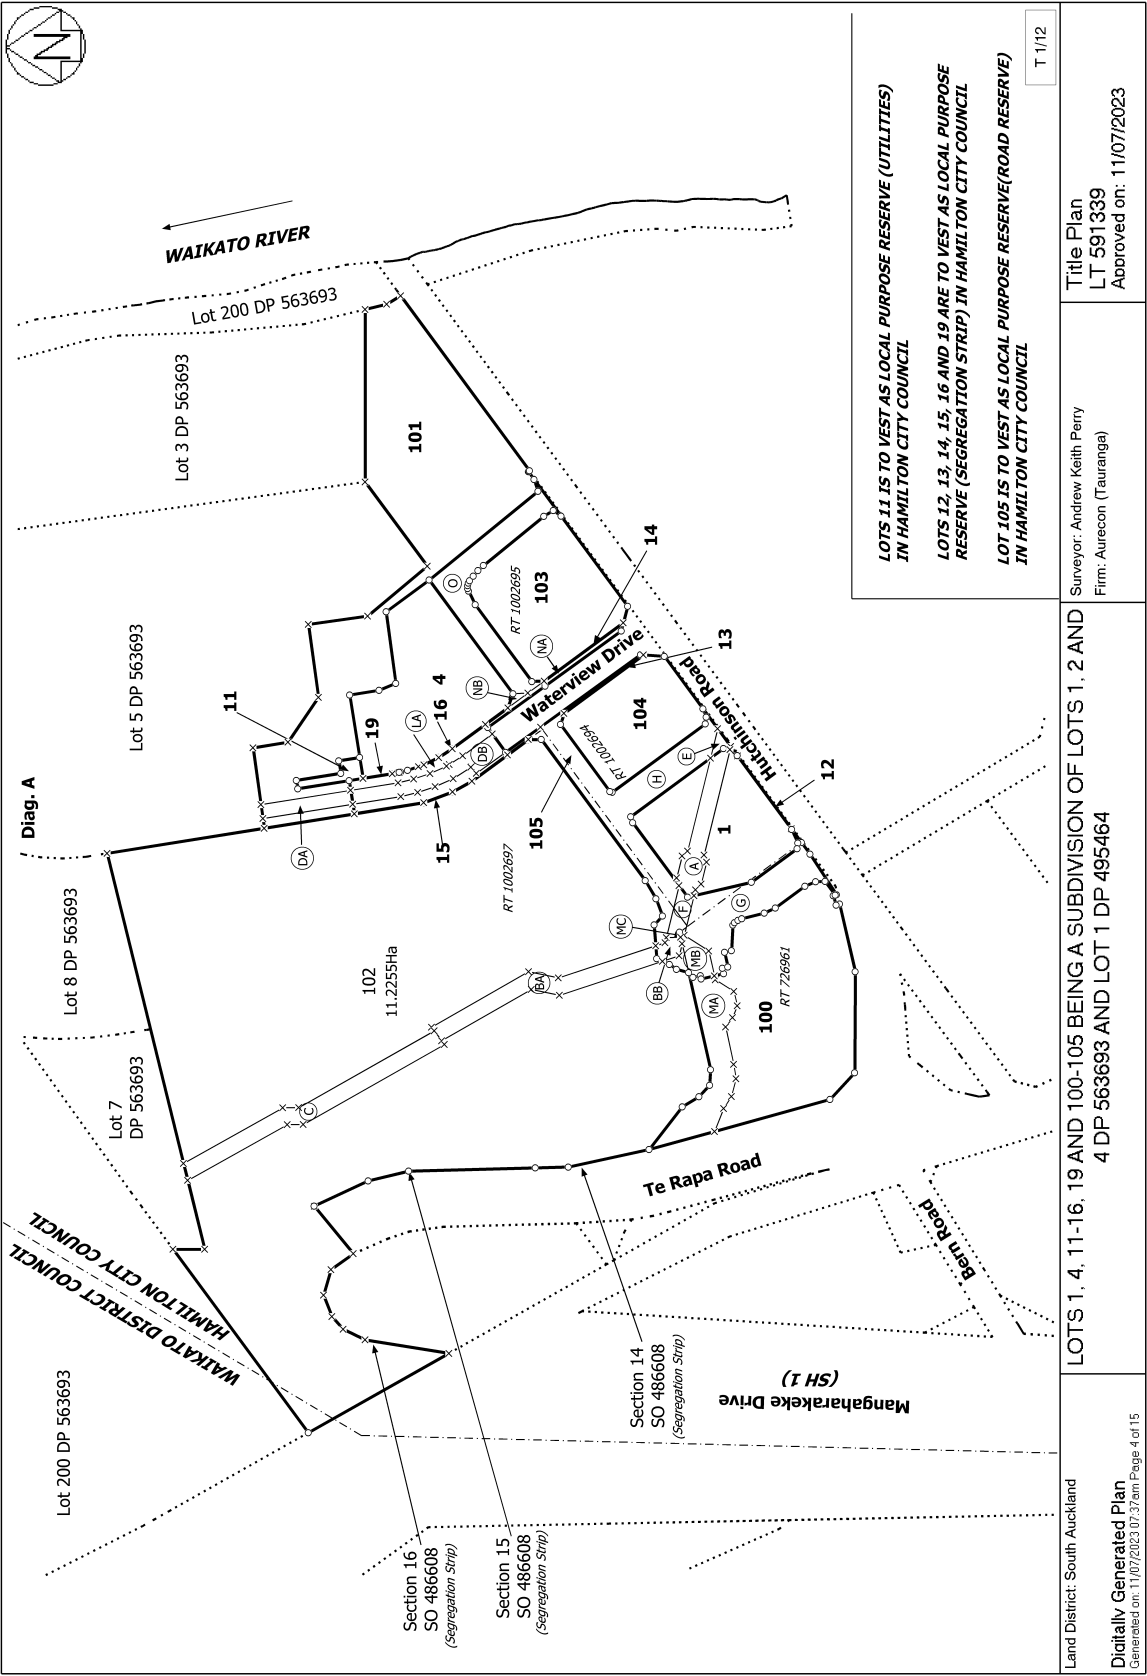 Diag. A
N
WAIKATO RIVER
Lot 200 DP 563693
Lot 3 DP 563693
Lot 5 DP 563693
Lot 8 DP 563693
Lot 7
DP 563693
Lot 200 DP 563693
HAMILTON CITY COUNCIL
WAIKATO DISTRICT COUNCIL
101
11
19
16
4
LA
DB
NB
NA
O
RT 1002695
103
14
Waterview Drive
13
104
RT 1002694
Hutchinson Road
DA
15
105
RT 1002697
102
11.2255Ha
H
E
1
12
A
F
G
MC
MB
BB
MA
BA
C
100
RT 726961
Te Rapa Road
Bern Road
Mangaharakeke Drive
(SH 1)
Section 14
SO 486608
(Segregation Strip)
Section 15
SO 486608
(Segregation Strip)
Section 16
SO 486608
(Segregation Strip)
LOTS 11 IS TO VEST AS LOCAL PURPOSE RESERVE (UTILITIES)
IN HAMILTON CITY COUNCIL
LOTS 12, 13, 14, 15, 16 AND 19 ARE TO VEST AS LOCAL PURPOSE
RESERVE (SEGREGATION STRIP) IN HAMILTON CITY COUNCIL
LOT 105 IS TO VEST AS LOCAL PURPOSE RESERVE(ROAD RESERVE)
IN HAMILTON CITY COUNCIL
T 1/12
Land District: South Auckland
Digitally Generated Plan
Generated on: 11/07/2023 07:37am Page 4 of 15
LOTS 1, 4, 11-16, 19 AND 100-105 BEING A SUBDIVISION OF LOTS 1, 2 AND
4 DP 563693 AND LOT 1 DP 495464
Surveyor: Andrew Keith Perry
Firm: Aurecon (Tauranga)
Title Plan
LT 591339
Approved on: 11/07/2023